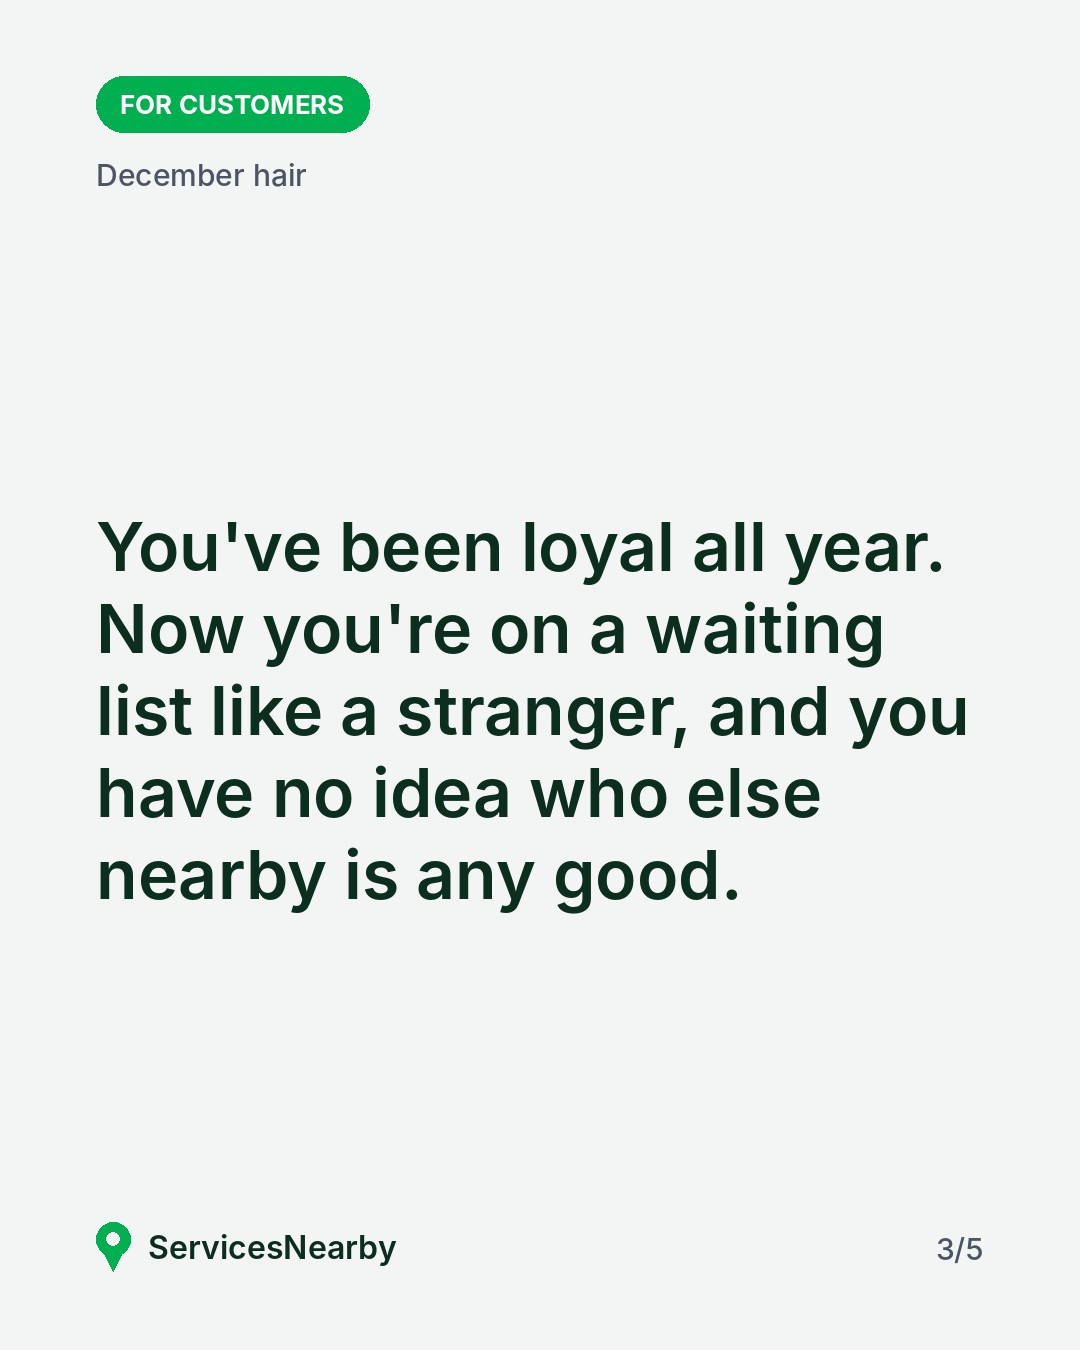 FOR CUSTOMERS
December hair
You've been loyal all year.
Now you're on a waiting
list like a stranger, and you
have no idea who else
nearby is any good.
ServicesNearby
3/5